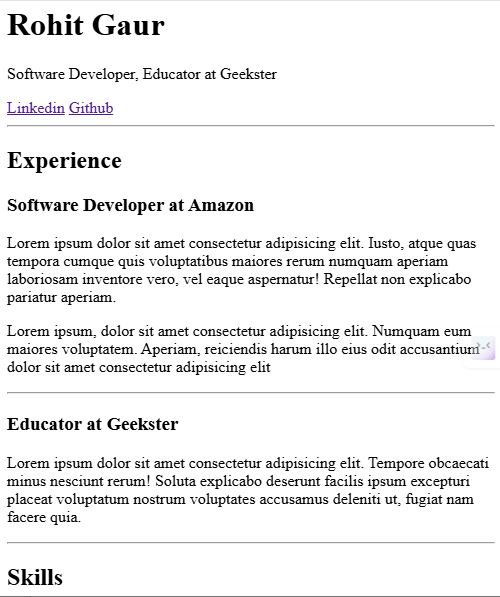 Rohit Gaur
Software Developer, Educator at Geekster
Linkedin Github
Experience
Software Developer at Amazon
Lorem ipsum dolor sit amet consectetur adipisicing elit. Iusto, atque quas
tempora cumque quis voluptatibus maiores rerum numquam aperiam
laboriosam inventore vero, vel eaque aspernatur! Repellat non explicabo
pariatur aperiam.
Lorem ipsum, dolor sit amet consectetur adipisicing elit. Numquam eum
maiores voluptatem. Aperiam, reiciendis harum illo eius odit accusantium
dolor sit amet consectetur adipisicing elit
Educator at Geekster
Lorem ipsum dolor sit amet consectetur adipisicing elit. Tempore obcaecati
minus nesciunt rerum! Soluta explicabo deserunt facilis ipsum excepturi
placeat voluptatum nostrum voluptates accusamus deleniti ut, fugiat nam
facere quia.
Skills